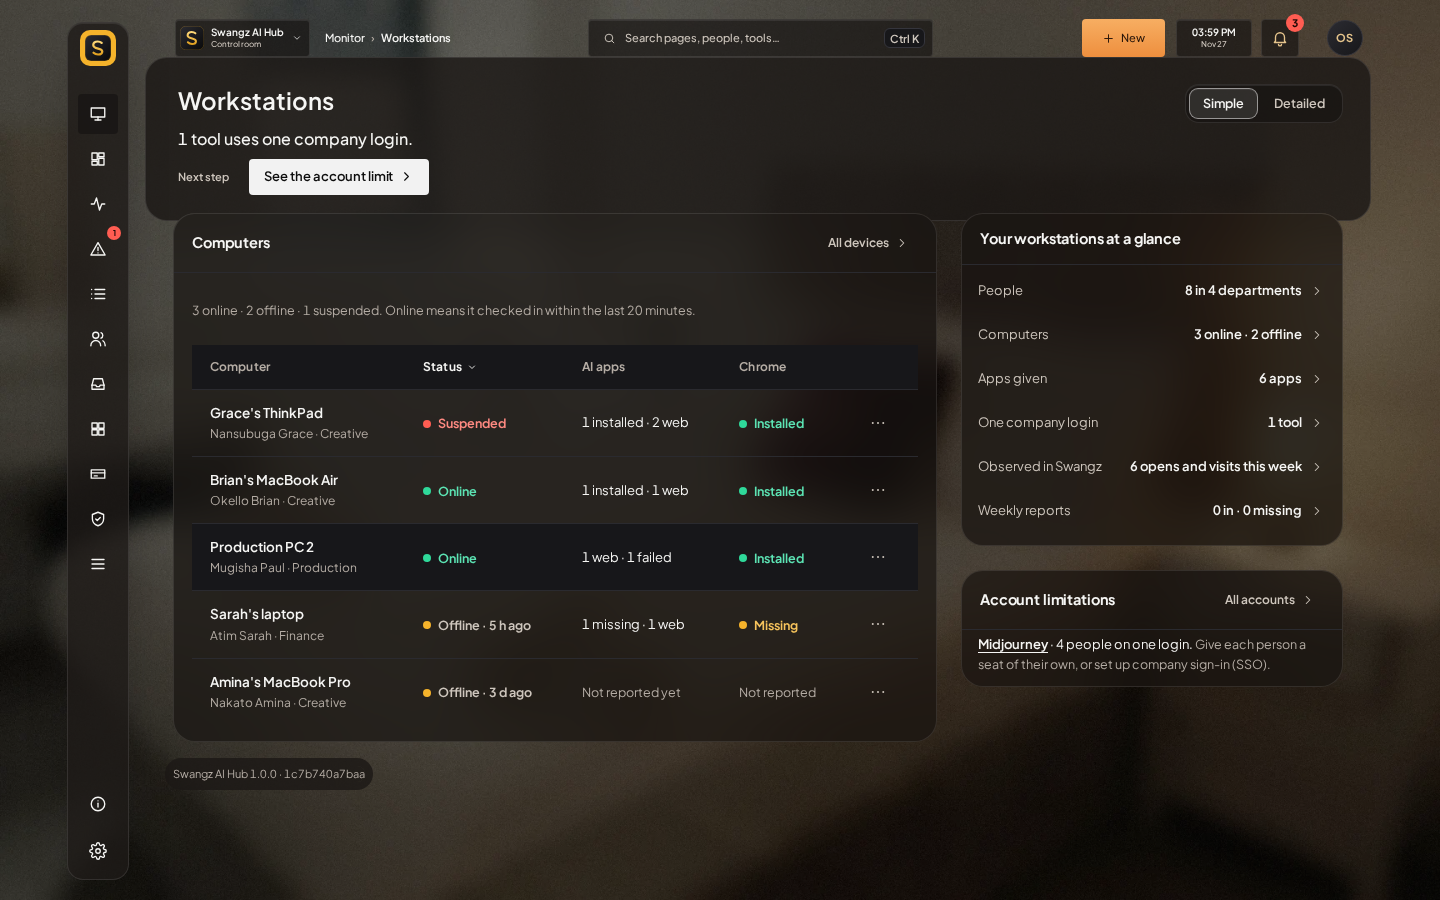 S
S
Swangz AI Hub
Control room
Monitor › Workstations
Search pages, people, tools...
Ctrl K
+ New
03:59 PM
Nov 27
3
OS
Workstations
Simple
Detailed
1 tool uses one company login.
Next step
See the account limit
1
Computers
All devices
3 online · 2 offline · 1 suspended. Online means it checked in within the last 20 minutes.
Computer
Status
AI apps
Chrome
Grace's ThinkPad
Nansubuga Grace · Creative
Suspended
1 installed · 2 web
Installed
...
Brian's MacBook Air
Okello Brian · Creative
Online
1 installed · 1 web
Installed
...
Production PC 2
Mugisha Paul · Production
Online
1 web · 1 failed
Installed
...
Sarah's laptop
Atim Sarah · Finance
Offline · 5 h ago
1 missing · 1 web
Missing
...
Amina's MacBook Pro
Nakato Amina · Creative
Offline · 3 d ago
Not reported yet
Not reported
...
Your workstations at a glance
People
8 in 4 departments
Computers
3 online · 2 offline
Apps given
6 apps
One company login
1 tool
Observed in Swangz
6 opens and visits this week
Weekly reports
0 in · 0 missing
Account limitations
All accounts
Midjourney · 4 people on one login. Give each person a
seat of their own, or set up company sign-in (SSO).
Swangz AI Hub 1.0.0 · 1c7b740a7baa